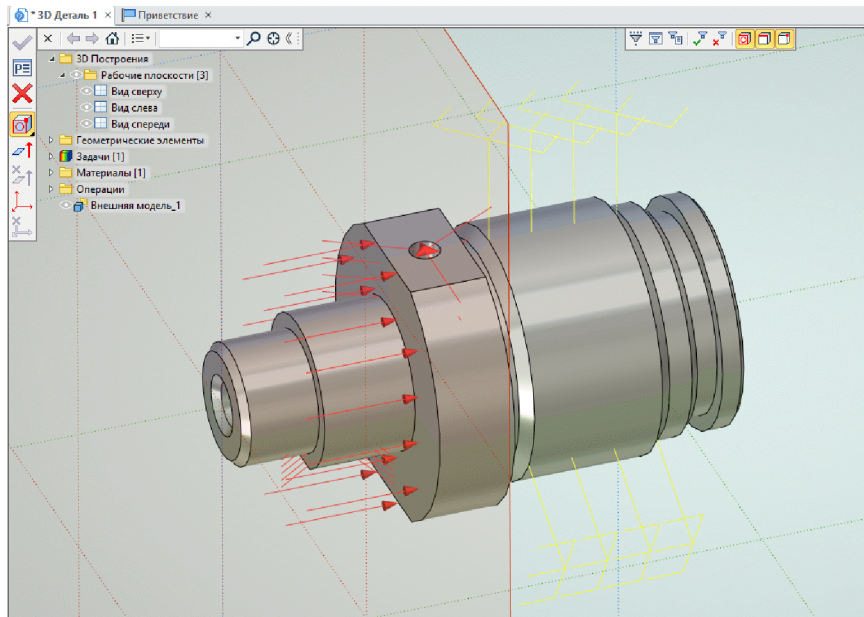 * 3D Деталь 1 × Приветствие ×
3D Построения
Рабочие плоскости [3]
Вид сверху
Вид слева
Вид спереди
Геометрические элементы
Задачи [1]
Материалы [1]
Операции
Внешняя модель_1